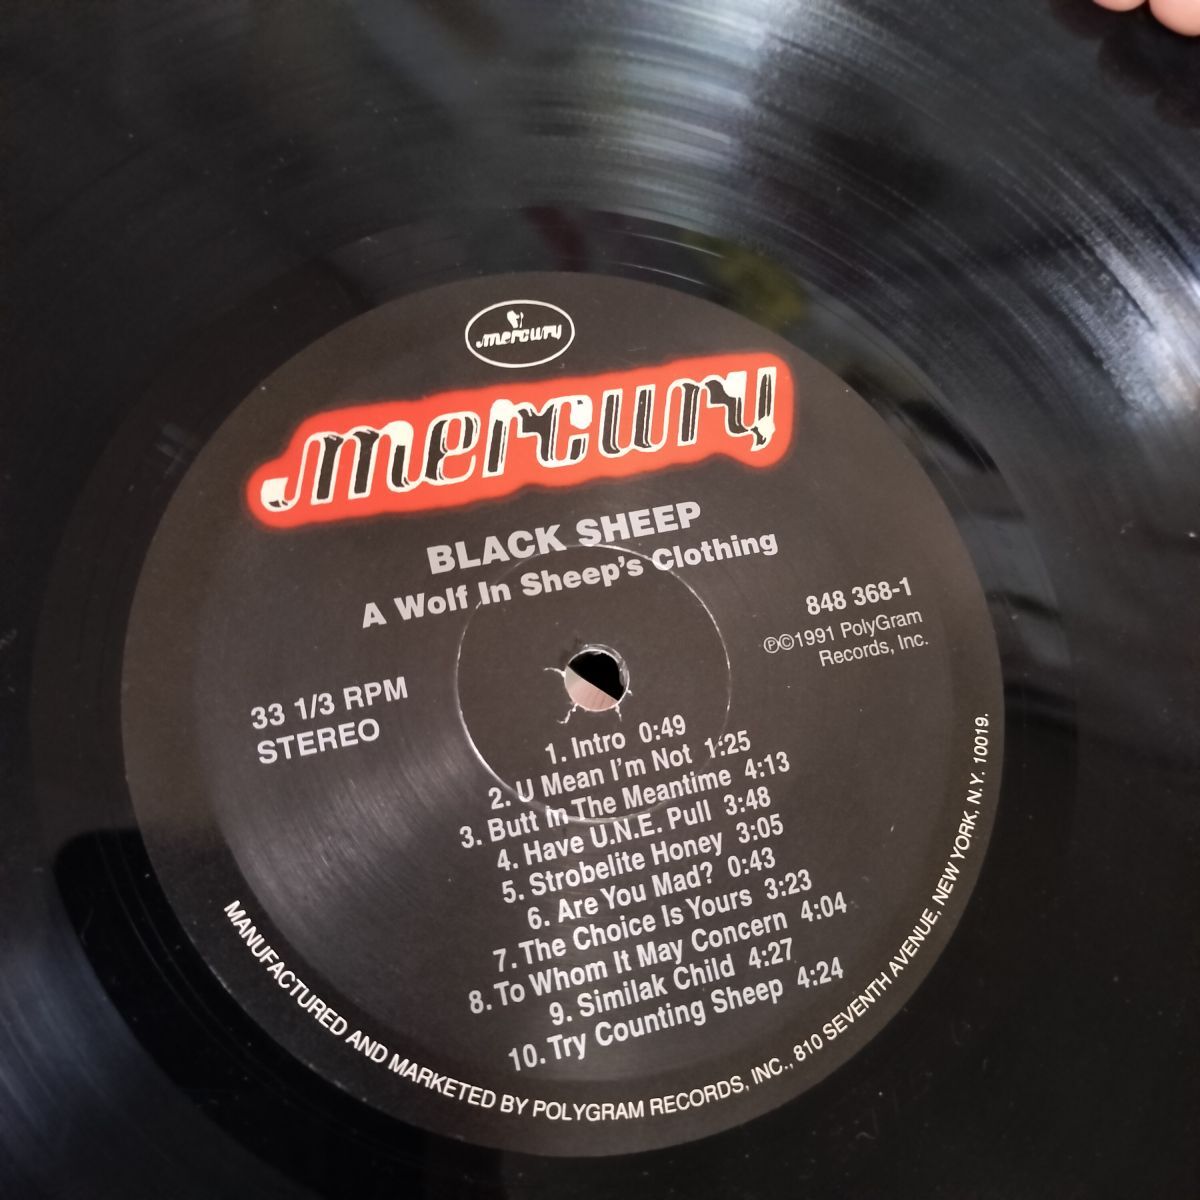 mercury
mercury
BLACK SHEEP
A Wolf In Sheep's Clothing
848 368-1
℗©1991 PolyGram
Records, Inc.
33 1/3 RPM
STEREO
1. Intro 0:49
2. U Mean I'm Not 1:25
3. Butt In The Meantime 4:13
4. Have U.N.E. Pull 3:48
5. Strobelite Honey 3:05
6. Are You Mad? 0:43
7. The Choice Is Yours 3:23
8. To Whom It May Concern 4:04
9. Similak Child 4:27
10. Try Counting Sheep 4:24
MANUFACTURED AND MARKETED BY POLYGRAM RECORDS, INC., 810 SEVENTH AVENUE, NEW YORK, N.Y. 10019.